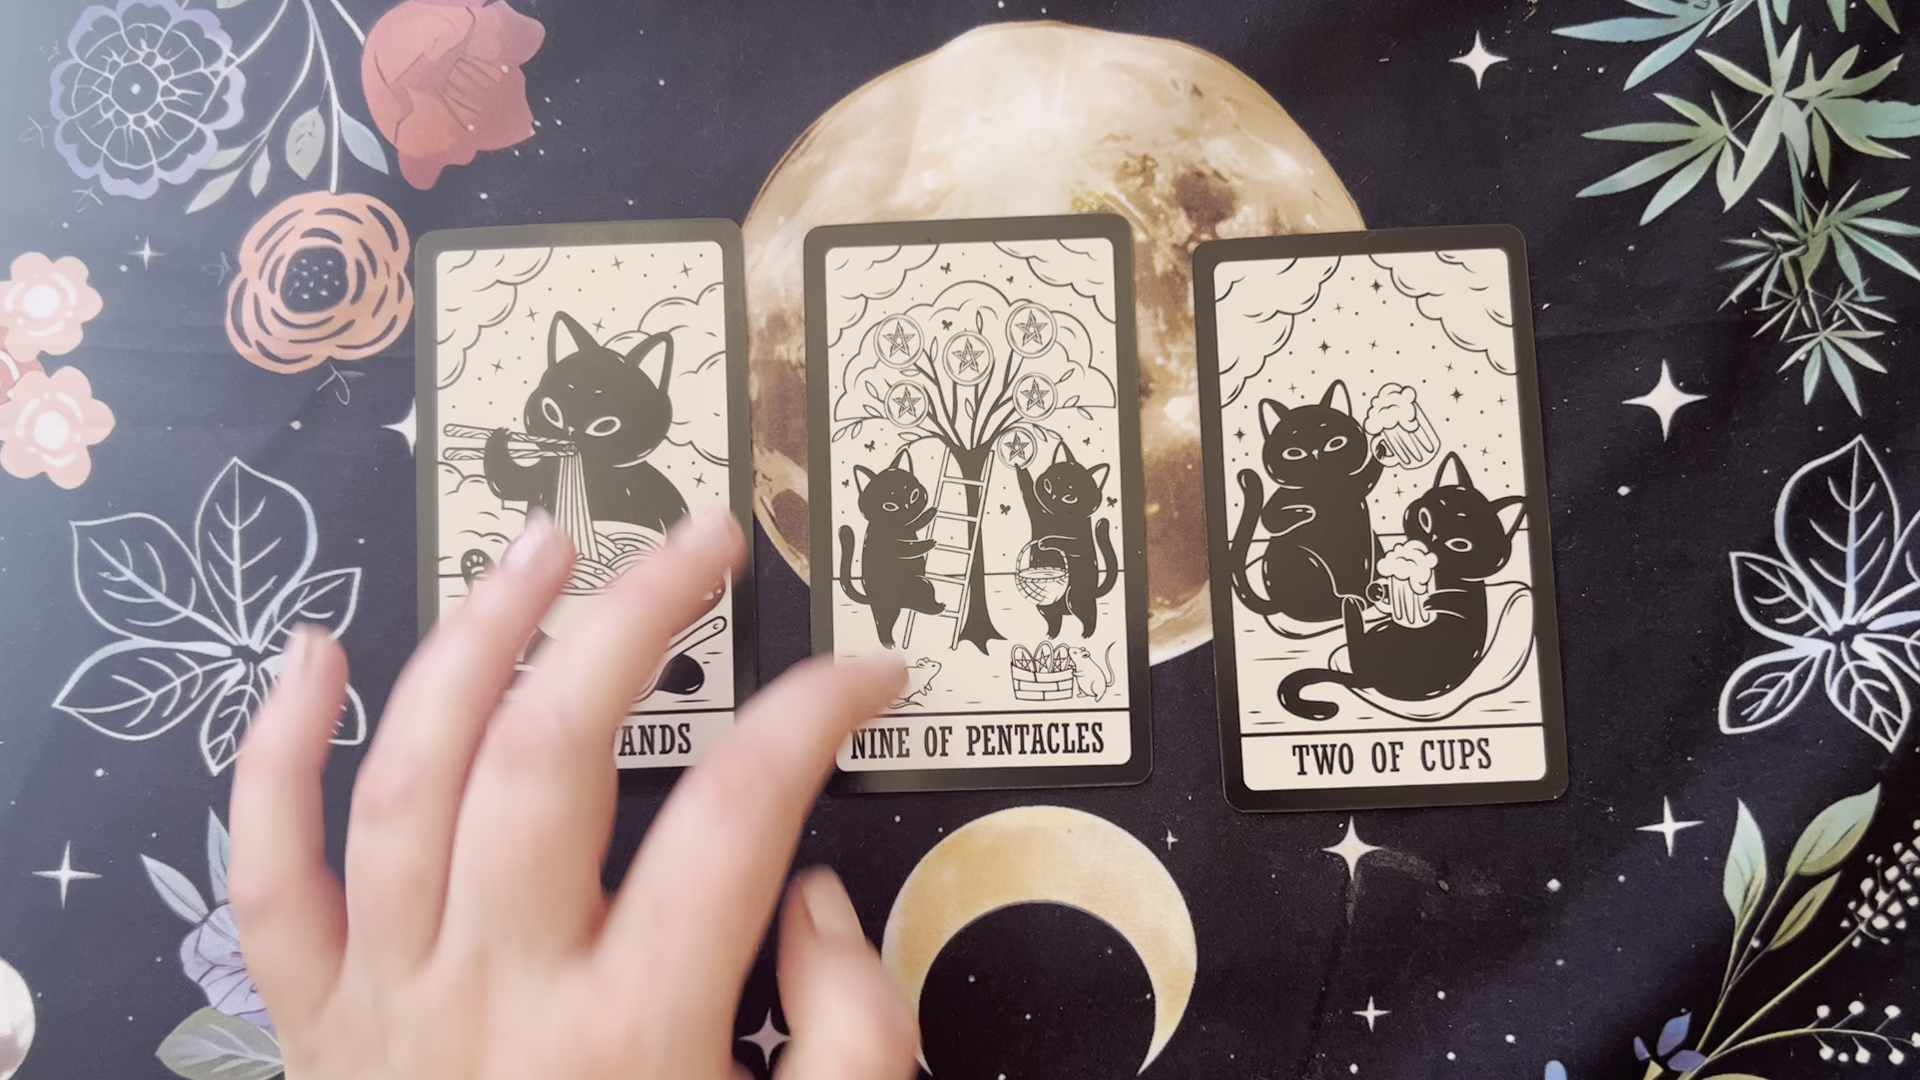 ANDS
NINE OF PENTACLES
TWO OF CUPS